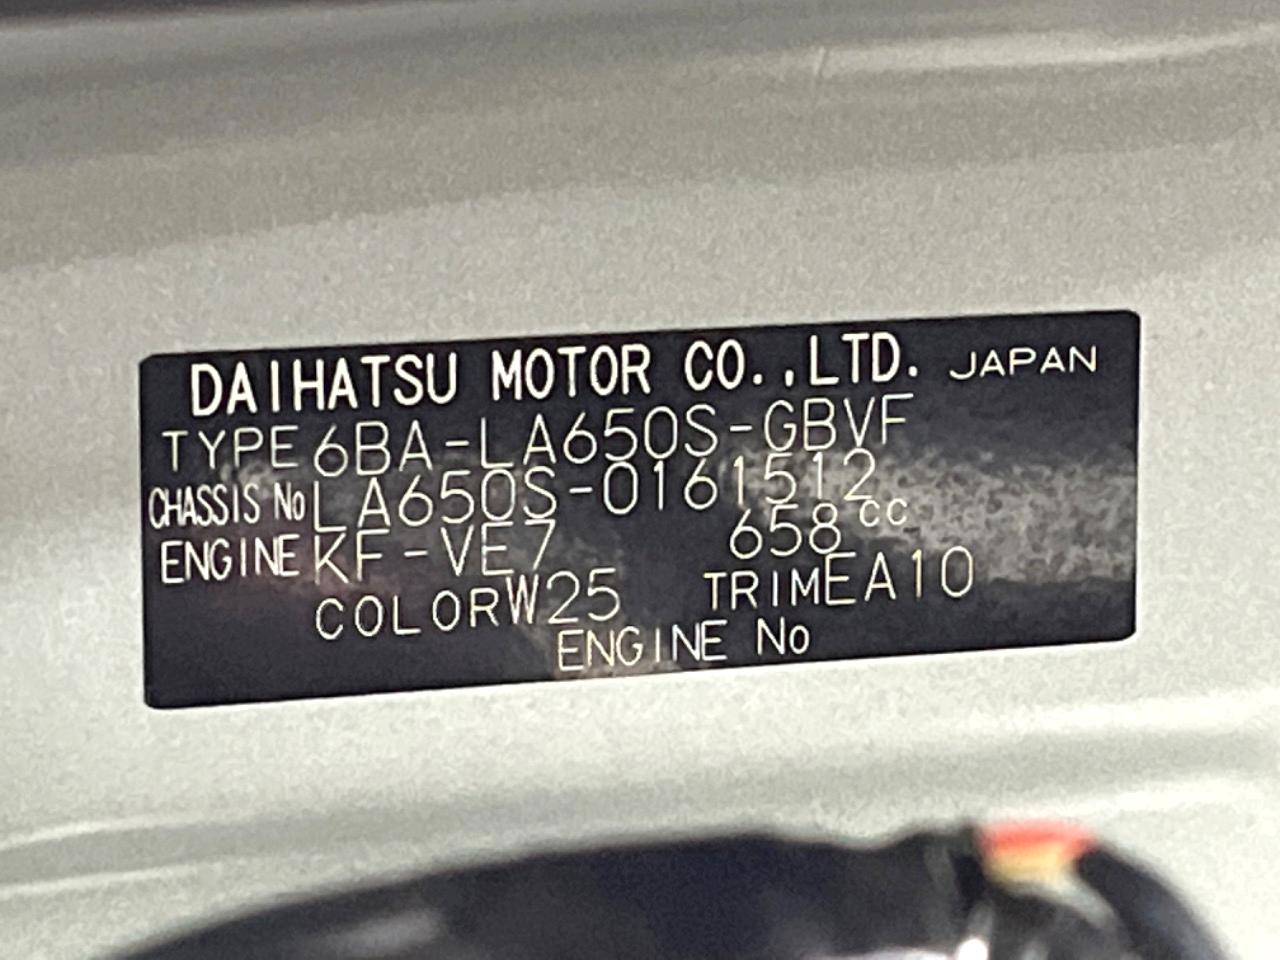 DAIHATSU MOTOR CO.,LTD. JAPAN
TYPE 6BA-LA650S-GBVF
CHASSIS No LA650S-0161512
ENGINE KF-VE7 658cc
COLOR W25 TRIM EA10
ENGINE No